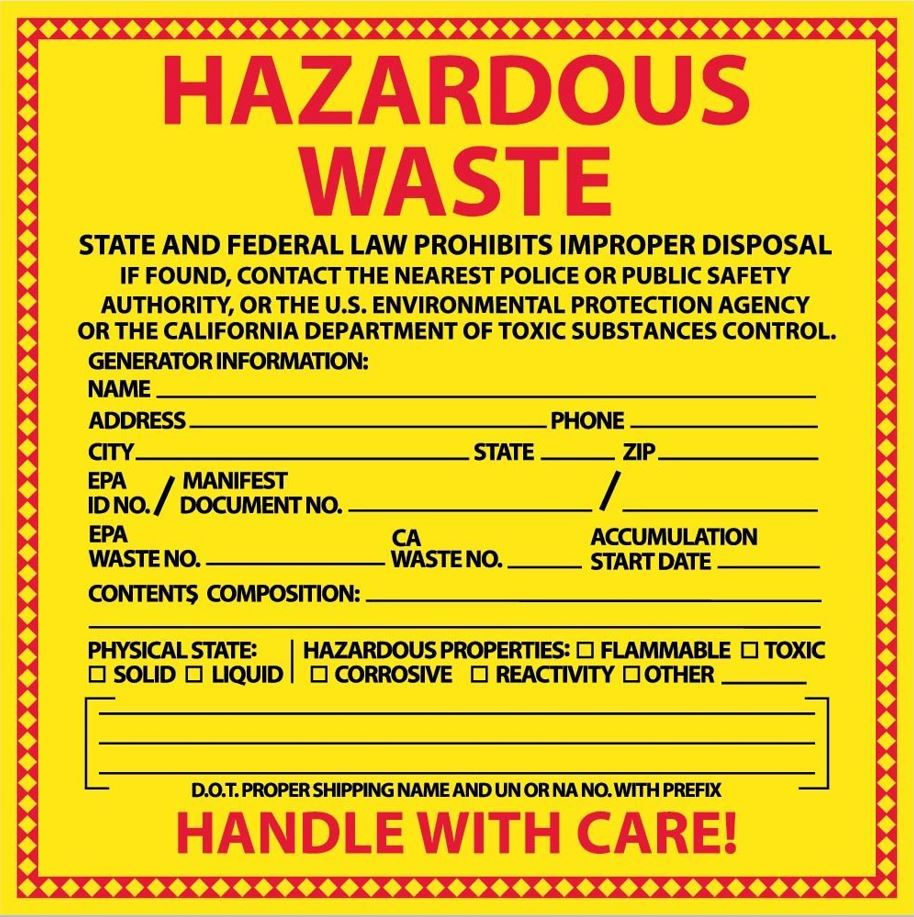 HAZARDOUS
WASTE
STATE AND FEDERAL LAW PROHIBITS IMPROPER DISPOSAL
IF FOUND, CONTACT THE NEAREST POLICE OR PUBLIC SAFETY
AUTHORITY, OR THE U.S. ENVIRONMENTAL PROTECTION AGENCY
OR THE CALIFORNIA DEPARTMENT OF TOXIC SUBSTANCES CONTROL.
GENERATOR INFORMATION:
NAME
ADDRESS PHONE
CITY STATE ZIP
EPA MANIFEST
ID NO. / DOCUMENT NO. /
EPA CA ACCUMULATION
WASTE NO. WASTE NO. START DATE
CONTENTS, COMPOSITION:
PHYSICAL STATE: | HAZARDOUS PROPERTIES: ☐ FLAMMABLE ☐ TOXIC
☐ SOLID ☐ LIQUID | ☐ CORROSIVE ☐ REACTIVITY ☐ OTHER
D.O.T. PROPER SHIPPING NAME AND UN OR NA NO. WITH PREFIX
HANDLE WITH CARE!